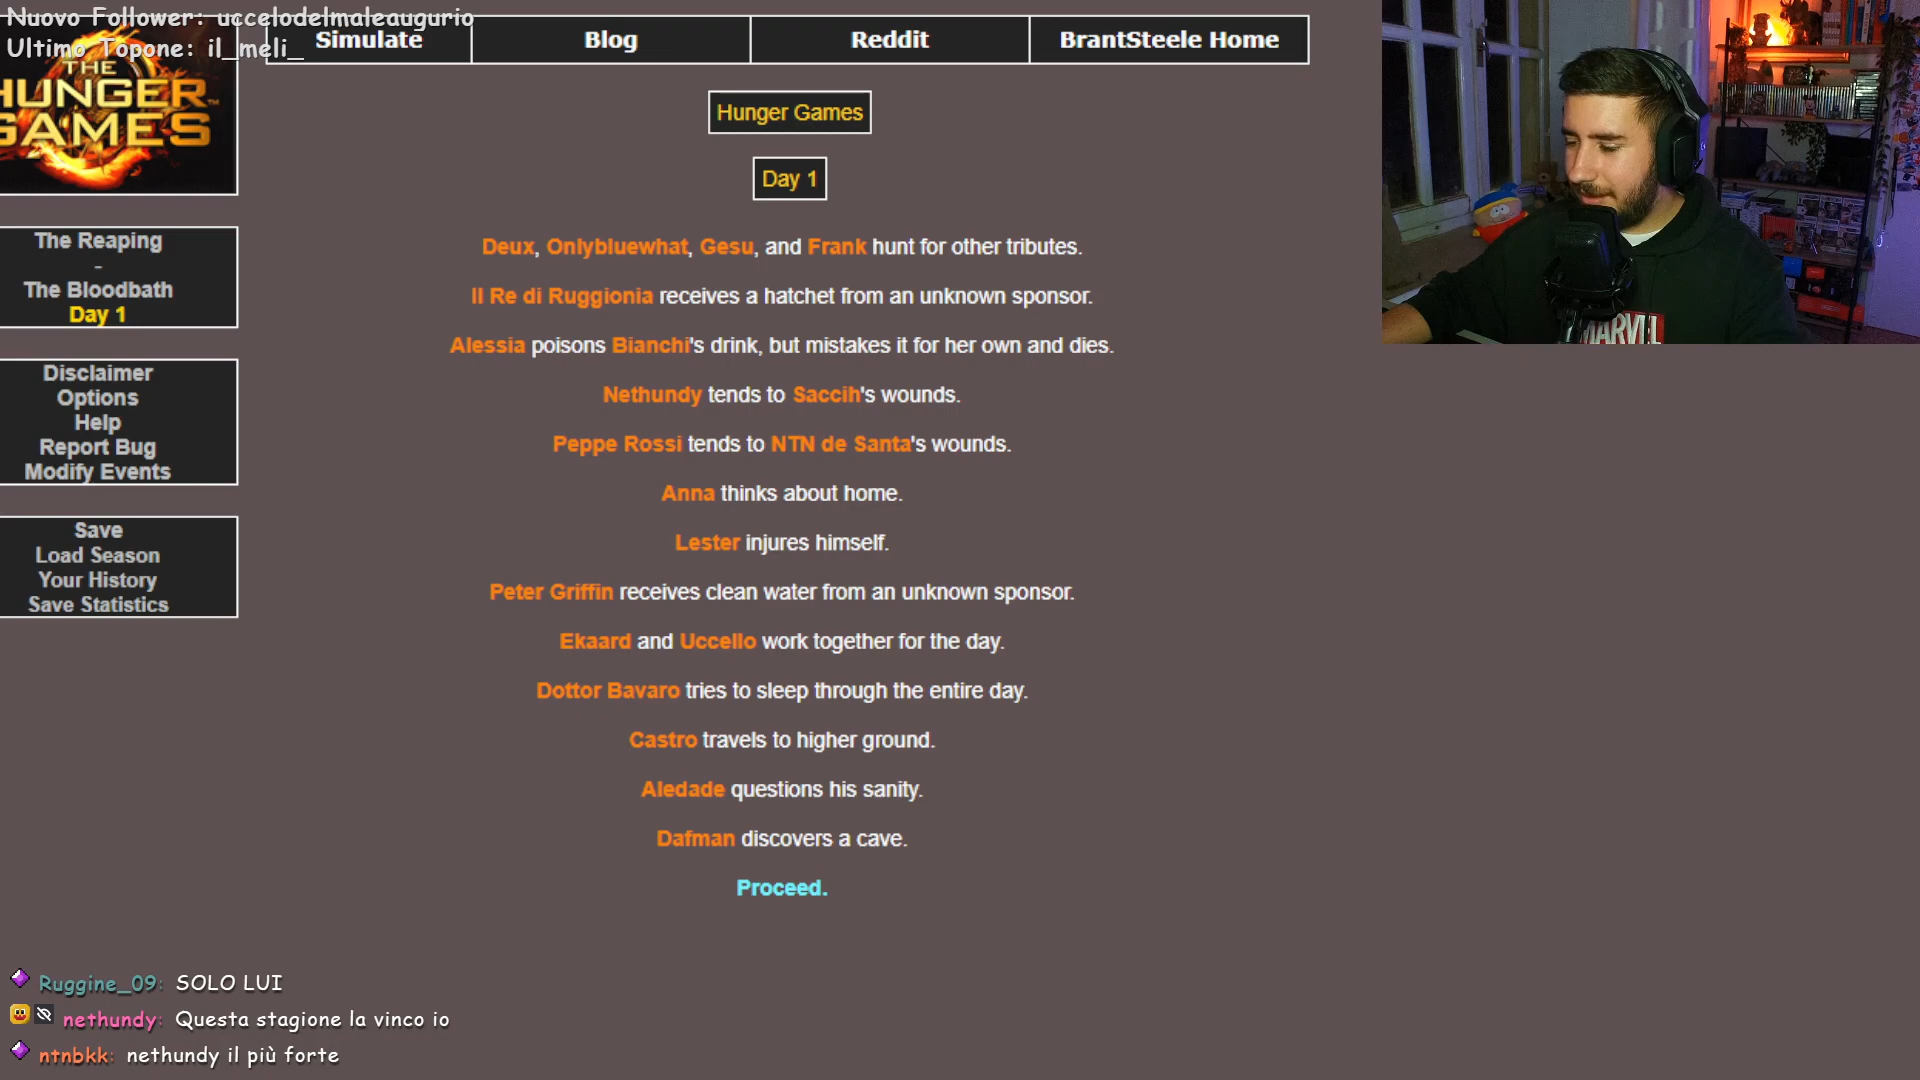 Nuovo Follower: uccelodelmaleaugurio
Ultimo Topone: il_meli_
THE
HUNGER
GAMES
Simulate
Blog
Reddit
BrantSteele Home
Hunger Games
Day 1
The Reaping
-
The Bloodbath
Day 1
Disclaimer
Options
Help
Report Bug
Modify Events
Save
Load Season
Your History
Save Statistics
Deux, Onlybluewhat, Gesu, and Frank hunt for other tributes.
Il Re di Ruggionia receives a hatchet from an unknown sponsor.
Alessia poisons Bianchi's drink, but mistakes it for her own and dies.
Nethundy tends to Saccih's wounds.
Peppe Rossi tends to NTN de Santa's wounds.
Anna thinks about home.
Lester injures himself.
Peter Griffin receives clean water from an unknown sponsor.
Ekaard and Uccello work together for the day.
Dottor Bavaro tries to sleep through the entire day.
Castro travels to higher ground.
Aledade questions his sanity.
Dafman discovers a cave.
Proceed.
MARVEL
Ruggine_09: SOLO LUI
nethundy: Questa stagione la vinco io
ntnbkk: nethundy il più forte